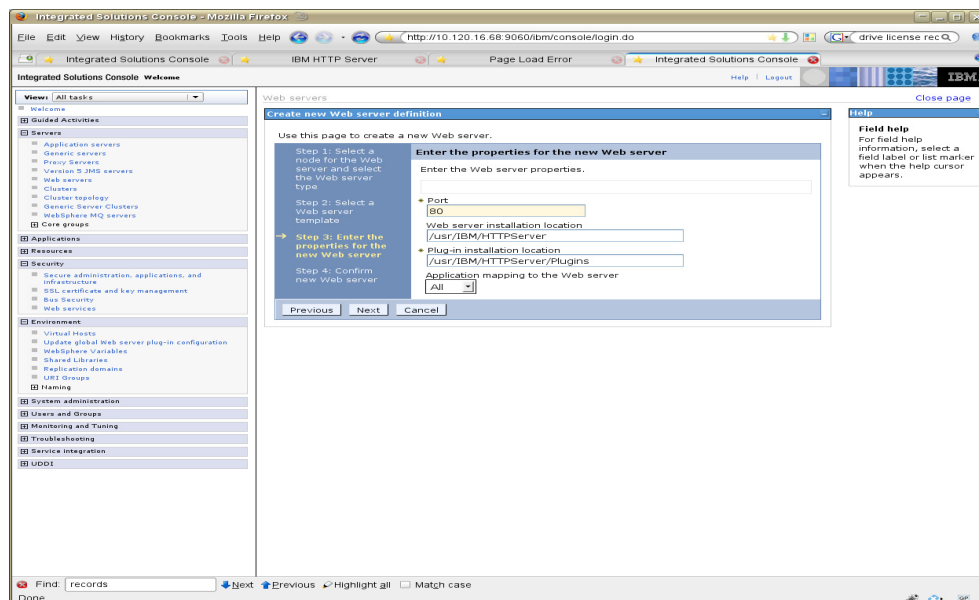 Integrated Solutions Console - Mozilla Firefox
File Edit View History Bookmarks Tools Help http://10.120.16.68:9060/ibm/console/login.do drive license rec
Integrated Solutions Console IBM HTTP Server Page Load Error Integrated Solutions Console
Integrated Solutions Console Welcome Help | Logout IBM.
View: All tasks
Welcome
Guided Activities
Servers
Application servers
Generic servers
Proxy Servers
Version 5 JMS servers
Web servers
Clusters
Cluster topology
Generic Server Clusters
WebSphere MQ servers
Core groups
Applications
Resources
Security
Secure administration, applications, and
infrastructure
SSL certificate and key management
Bus Security
Web services
Environment
Virtual Hosts
Update global Web server plug-in configuration
WebSphere Variables
Shared Libraries
Replication domains
URI Groups
Naming
System administration
Users and Groups
Monitoring and Tuning
Troubleshooting
Service integration
UDDI
Web servers Close page
Create new Web server definition
Use this page to create a new Web server.
Step 1: Select a
node for the Web
server and select
the Web server
type
Step 2: Select a
Web server
template
Step 3: Enter the
properties for the
new Web server
Step 4: Confirm
new Web server
Enter the properties for the new Web server
Enter the Web server properties.
* Port
80
Web server installation location
/usr/IBM/HTTPServer
* Plug-in installation location
/usr/IBM/HTTPServer/Plugins
Application mapping to the Web server
All
Previous Next Cancel
Help
Field help
For field help
information, select a
field label or list marker
when the help cursor
appears.
Find: records Next Previous Highlight all Match case
Done